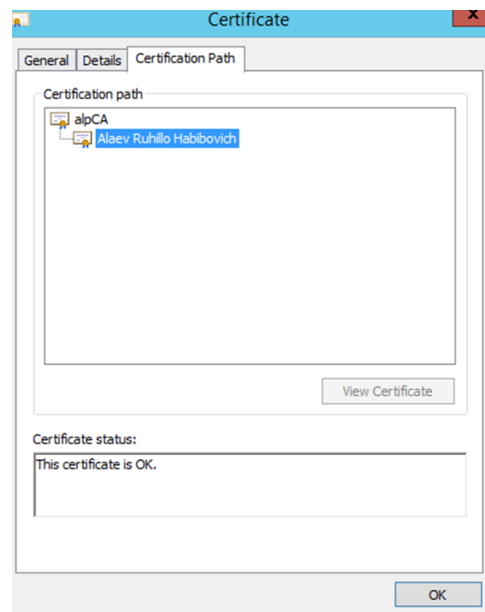 Certificate
General Details Certification Path
Certification path
alpCA
Alaev Ruhillo Habibovich
View Certificate
Certificate status:
This certificate is OK.
OK